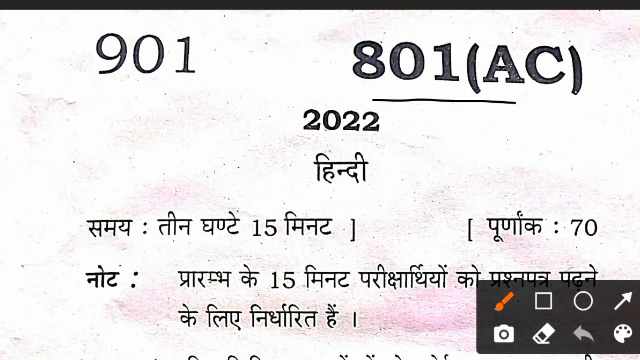 901 801(AC)
2022
हिन्दी
समय : तीन घण्टे 15 मिनट ] [ पूर्णांक : 70
नोट : प्रारम्भ के 15 मिनट परीक्षार्थियों को प्रश्नपत्र पढ़ने
के लिए निर्धारित हैं ।